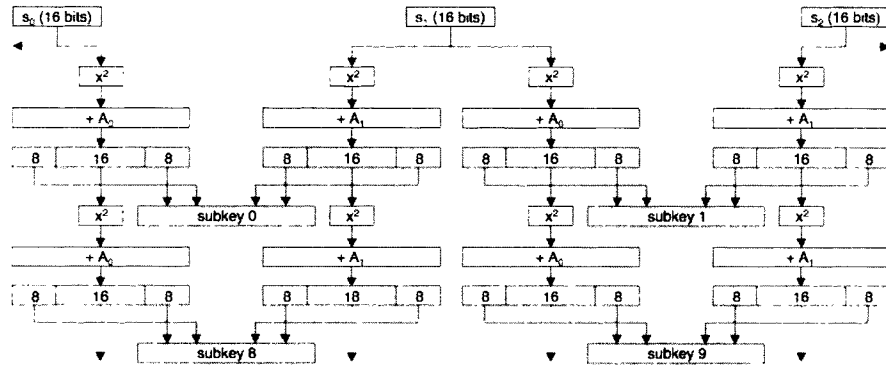 s₀ (16 bits) s₁ (16 bits) s₂ (16 bits)
x² x² x² x²
+ A₀ + A₁ + A₀ + A₁
8 16 8 8 16 8 8 16 8 8 16 8
x² subkey 0 x² x² subkey 1 x²
+ A₀ + A₁ + A₀ + A₁
8 16 8 8 18 8 8 16 8 8 16 8
subkey 8 subkey 9